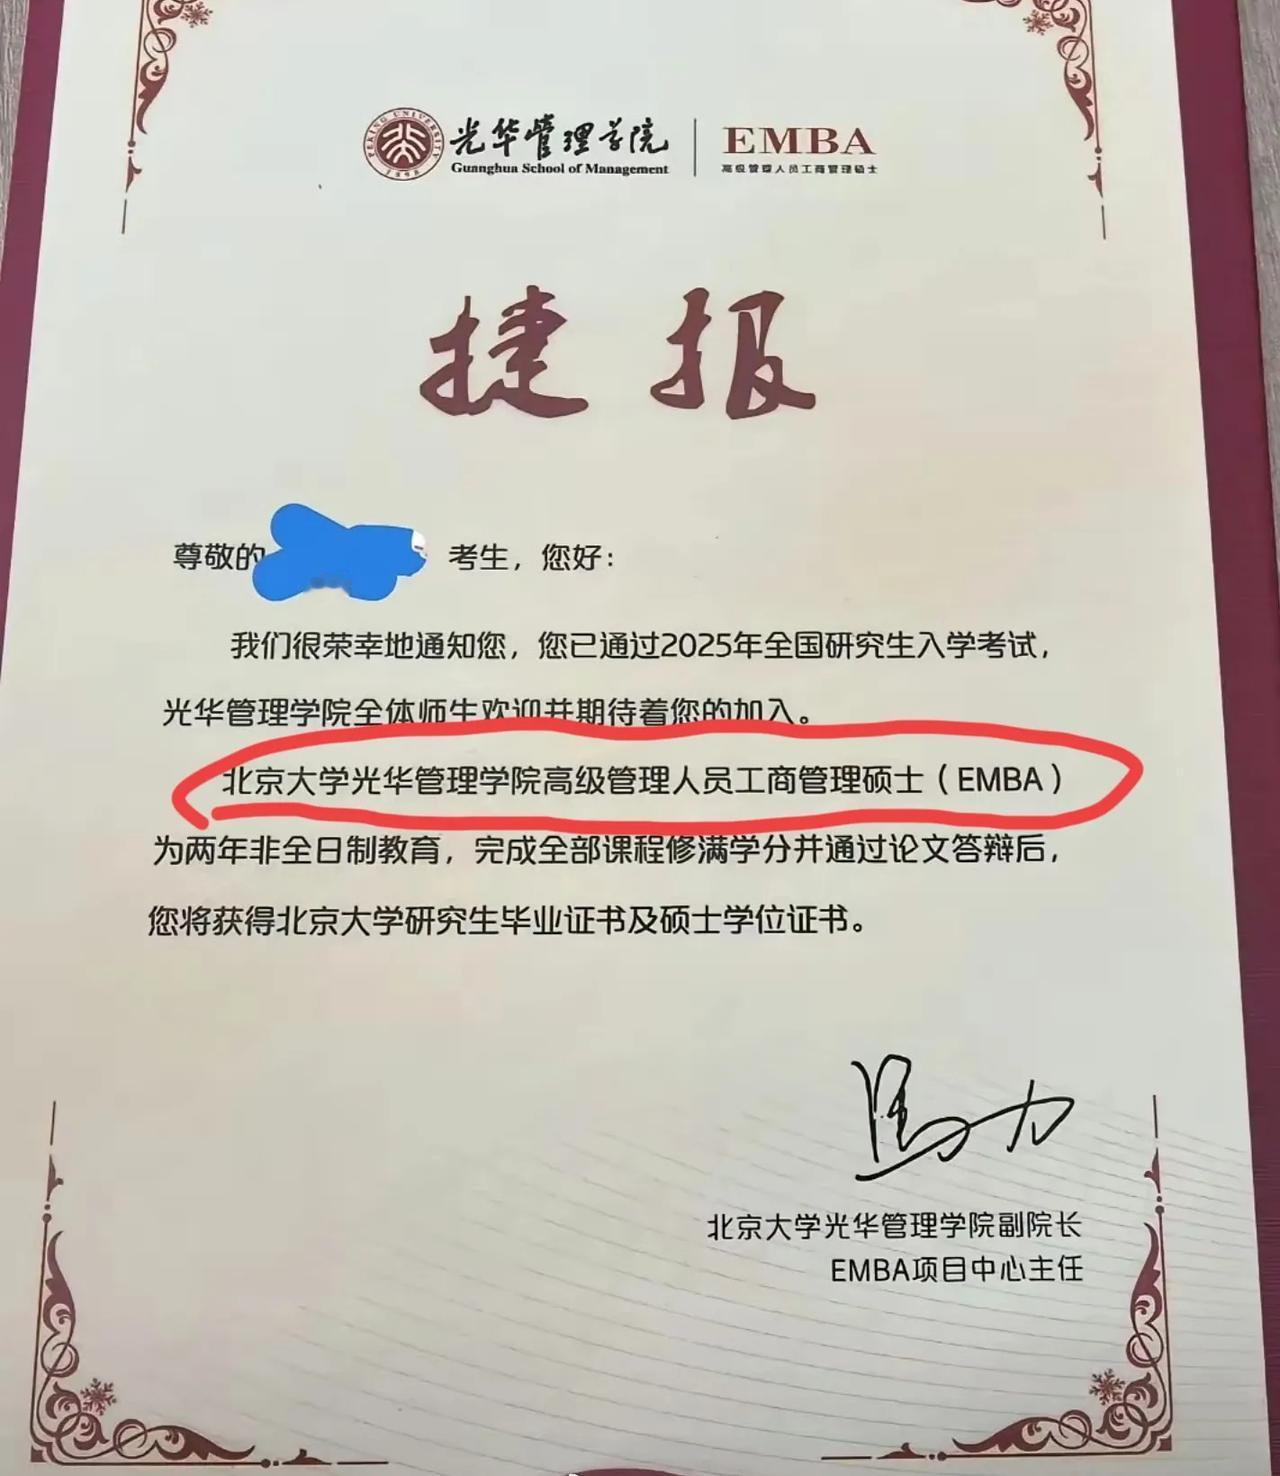 PEKING UNIVERSITY
1898
光华管理学院
Guanghua School of Management
EMBA
高级管理人员工商管理硕士
捷报
尊敬的 考生，您好：
我们很荣幸地通知您，您已通过2025年全国研究生入学考试，
光华管理学院全体师生欢迎并期待着您的加入。
北京大学光华管理学院高级管理人员工商管理硕士（EMBA）
为两年非全日制教育，完成全部课程修满学分并通过论文答辩后，
您将获得北京大学研究生毕业证书及硕士学位证书。
马力
北京大学光华管理学院副院长
EMBA项目中心主任